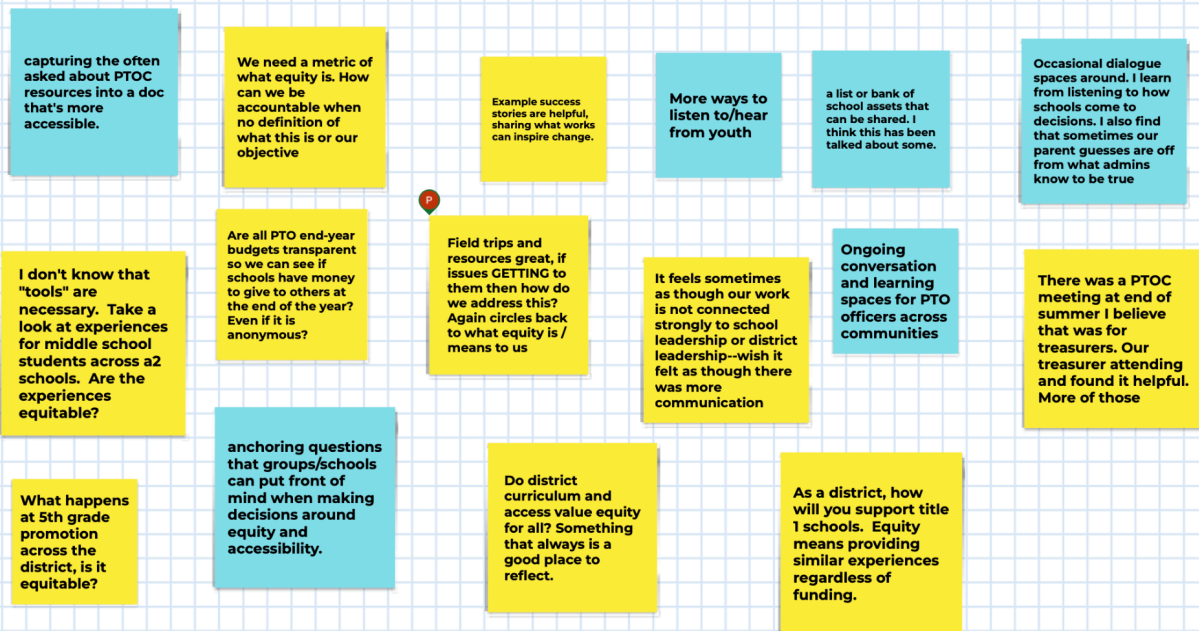 capturing the often
asked about PTOC
resources into a doc
that's more
accessible.
We need a metric of
what equity is. How
can we be
accountable when
no definition of
what this is or our
objective
Example success
stories are helpful,
sharing what works
can inspire change.
More ways to
listen to/hear
from youth
a list or bank of
school assets that
can be shared. I
think this has been
talked about some.
Occasional dialogue
spaces around. I learn
from listening to how
schools come to
decisions. I also find
that sometimes our
parent guesses are off
from what admins
know to be true
I don't know that
"tools" are
necessary. Take a
look at experiences
for middle school
students across a2
schools. Are the
experiences
equitable?
Are all PTO end-year
budgets transparent
so we can see if
schools have money
to give to others at
the end of the year?
Even if it is
anonymous?
P
Field trips and
resources great, if
issues GETTING to
them then how do
we address this?
Again circles back
to what equity is /
means to us
It feels sometimes
as though our work
is not connected
strongly to school
leadership or district
leadership--wish it
felt as though there
was more
communication
Ongoing
conversation
and learning
spaces for PTO
officers across
communities
There was a PTOC
meeting at end of
summer I believe
that was for
treasurers. Our
treasurer attending
and found it helpful.
More of those
What happens
at 5th grade
promotion
across the
district, is it
equitable?
anchoring questions
that groups/schools
can put front of
mind when making
decisions around
equity and
accessibility.
Do district
curriculum and
access value equity
for all? Something
that always is a
good place to
reflect.
As a district, how
will you support title
1 schools. Equity
means providing
similar experiences
regardless of
funding.